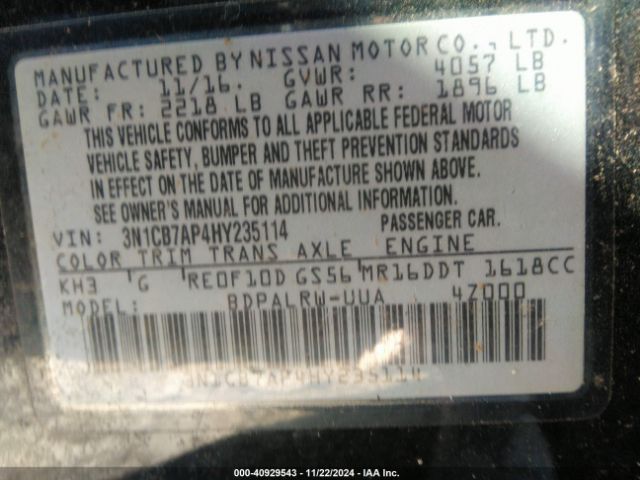 MANUFACTURED BY NISSAN MOTOR CO., LTD.
DATE: 11/16. GVWR: 4057 LB
GAWR FR: 2218 LB GAWR RR: 1896 LB
THIS VEHICLE CONFORMS TO ALL APPLICABLE FEDERAL MOTOR
VEHICLE SAFETY, BUMPER AND THEFT PREVENTION STANDARDS
IN EFFECT ON THE DATE OF MANUFACTURE SHOWN ABOVE.
SEE OWNER'S MANUAL FOR ADDITIONAL INFORMATION.
VIN: 3N1CB7AP4HY235114 PASSENGER CAR.
COLOR TRIM TRANS AXLE ENGINE
KH3 G RE0F10D GS56 MR16DDT 1618CC
MODEL: BDPALRW-UUA 4Z000
3N1CB7AP4HY235114
000-40929543 - 11/22/2024 - IAA Inc.